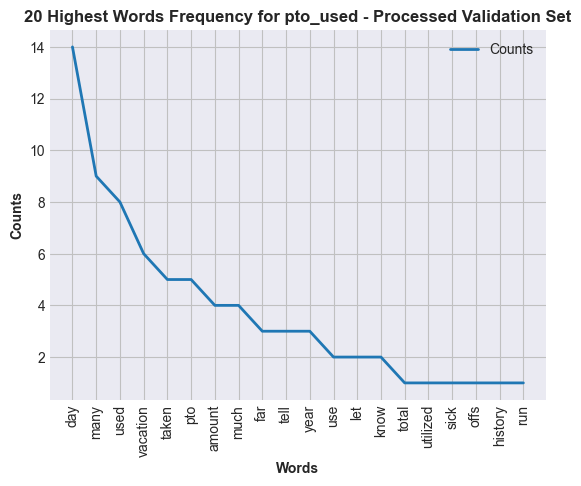 20 Highest Words Frequency for pto_used - Processed Validation Set
Counts
14
12
10
8
6
4
2
Counts
day
many
used
vacation
taken
pto
amount
much
far
tell
year
use
let
know
total
utilized
sick
offs
history
run
Words